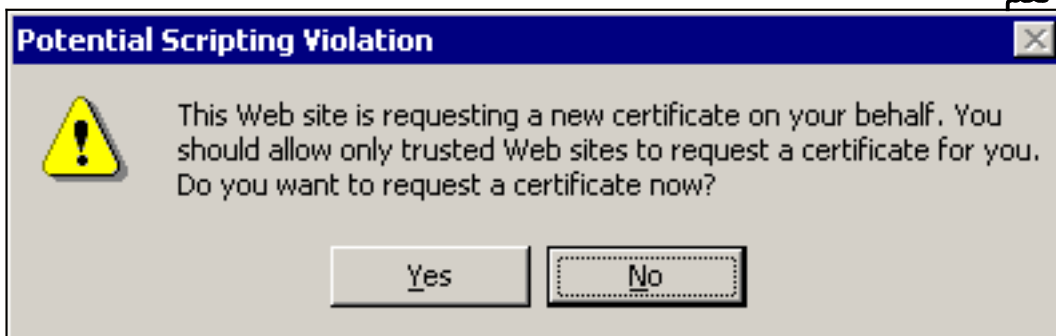 Potential Scripting Violation
This Web site is requesting a new certificate on your behalf. You
should allow only trusted Web sites to request a certificate for you.
Do you want to request a certificate now?
Yes
No